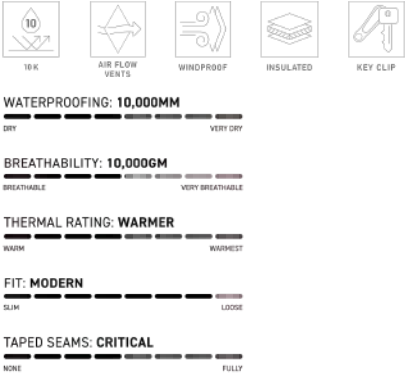 10
10K
AIR FLOW
VENTS
WINDPROOF
INSULATED
KEY CLIP
WATERPROOFING: 10,000MM
DRY VERY DRY
BREATHABILITY: 10,000GM
BREATHABLE VERY BREATHABLE
THERMAL RATING: WARMER
WARM WARMEST
FIT: MODERN
SLIM LOOSE
TAPED SEAMS: CRITICAL
NONE FULLY